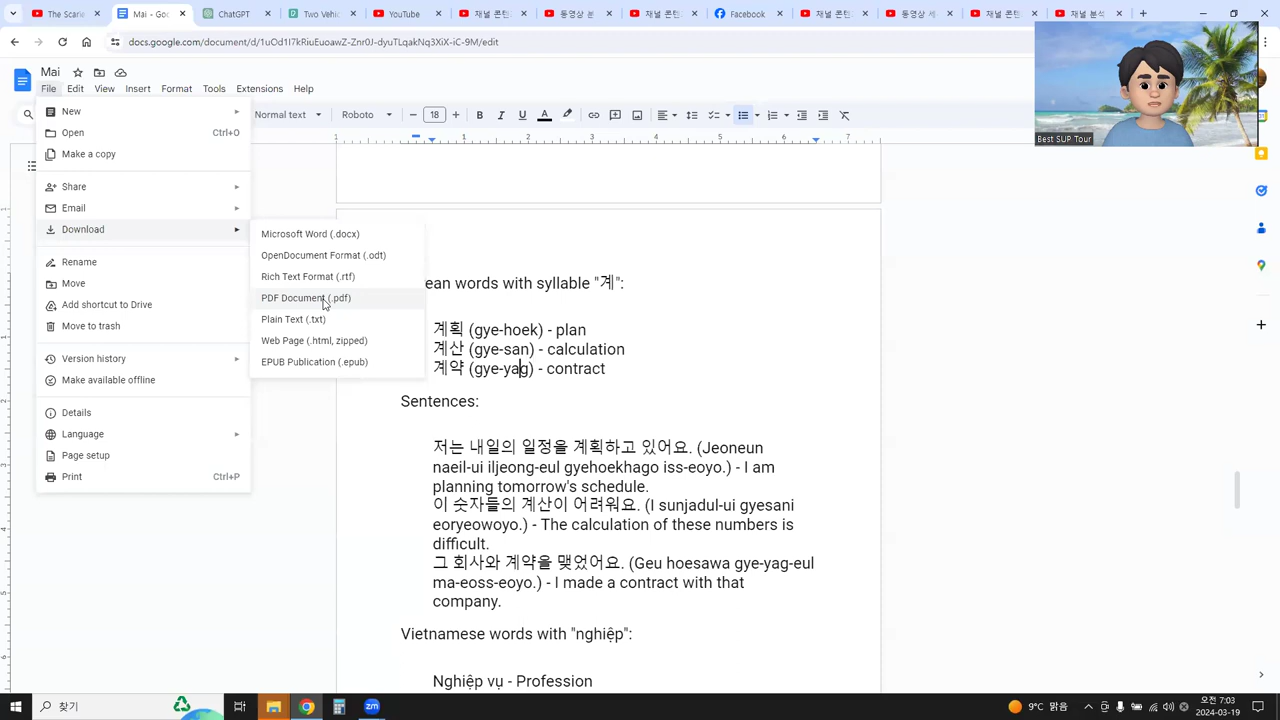 The Scarle
Mai - Goo
ChatGPT
Two Vehic
YouTube
채널 콘텐
동영상 분
채널 콘텐
Facebook
채널 콘텐
동영상 세
채널 콘텐
채널 분석
docs.google.com/document/d/1uOd1I7kRiuEuoawZ-Znr0J-dyuTLqakNq3XiX-iC-9M/edit
Mai
File Edit View Insert Format Tools Extensions Help
Normal text Roboto 18 B I U A
Best SUP Tour
New
Open Ctrl+O
Make a copy
Share
Email
Download
Rename
Move
Add shortcut to Drive
Move to trash
Version history
Make available offline
Details
Language
Page setup
Print Ctrl+P
Microsoft Word (.docx)
OpenDocument Format (.odt)
Rich Text Format (.rtf)
PDF Document (.pdf)
Plain Text (.txt)
Web Page (.html, zipped)
EPUB Publication (.epub)
1 1 2 3 4 5 6 7
ean words with syllable "계":
계획 (gye-hoek) - plan
계산 (gye-san) - calculation
계약 (gye-yag) - contract
Sentences:
저는 내일의 일정을 계획하고 있어요. (Jeoneun
naeil-ui iljeong-eul gyehoekhago iss-eoyo.) - I am
planning tomorrow's schedule.
이 숫자들의 계산이 어려워요. (I sunjadul-ui gyesani
eoryeowoyo.) - The calculation of these numbers is
difficult.
그 회사와 계약을 맺었어요. (Geu hoesawa gye-yag-eul
ma-eoss-eoyo.) - I made a contract with that
company.
Vietnamese words with "nghiệp":
Nghiệp vụ - Profession
찾기
9°C 맑음
오전 7:03
2024-03-19